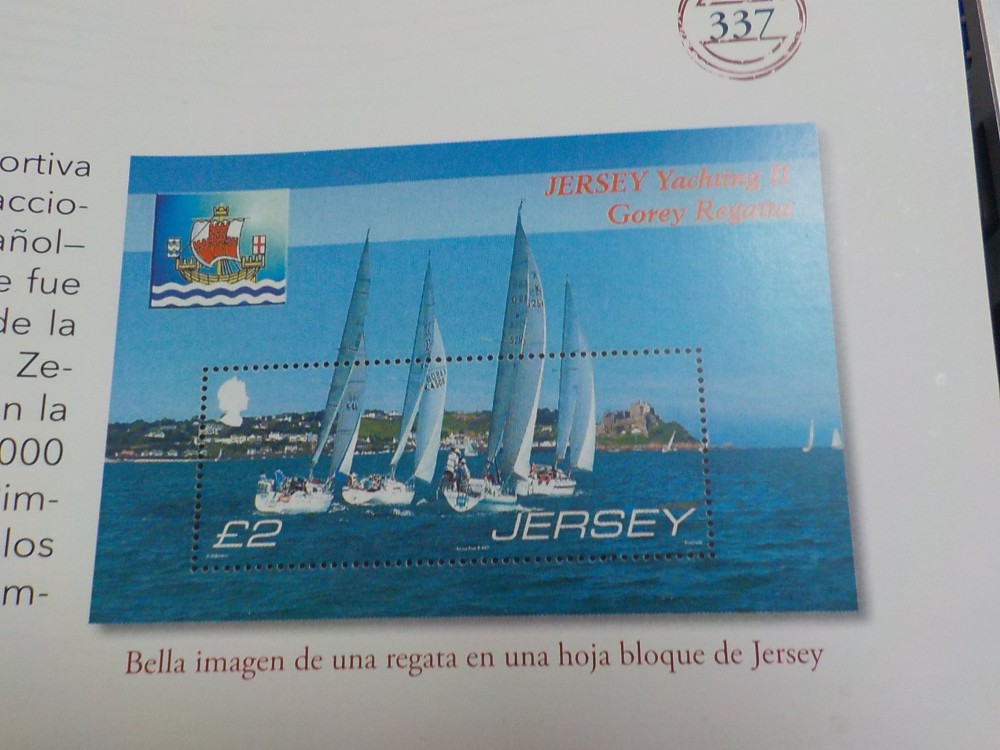 337
ortiva
accio-
añol–
e fue
de la
Ze-
n la
000
im-
los
m-
JERSEY Yachting II
Gorey Regatta
£2
JERSEY
Bella imagen de una regata en una hoja bloque de Jersey